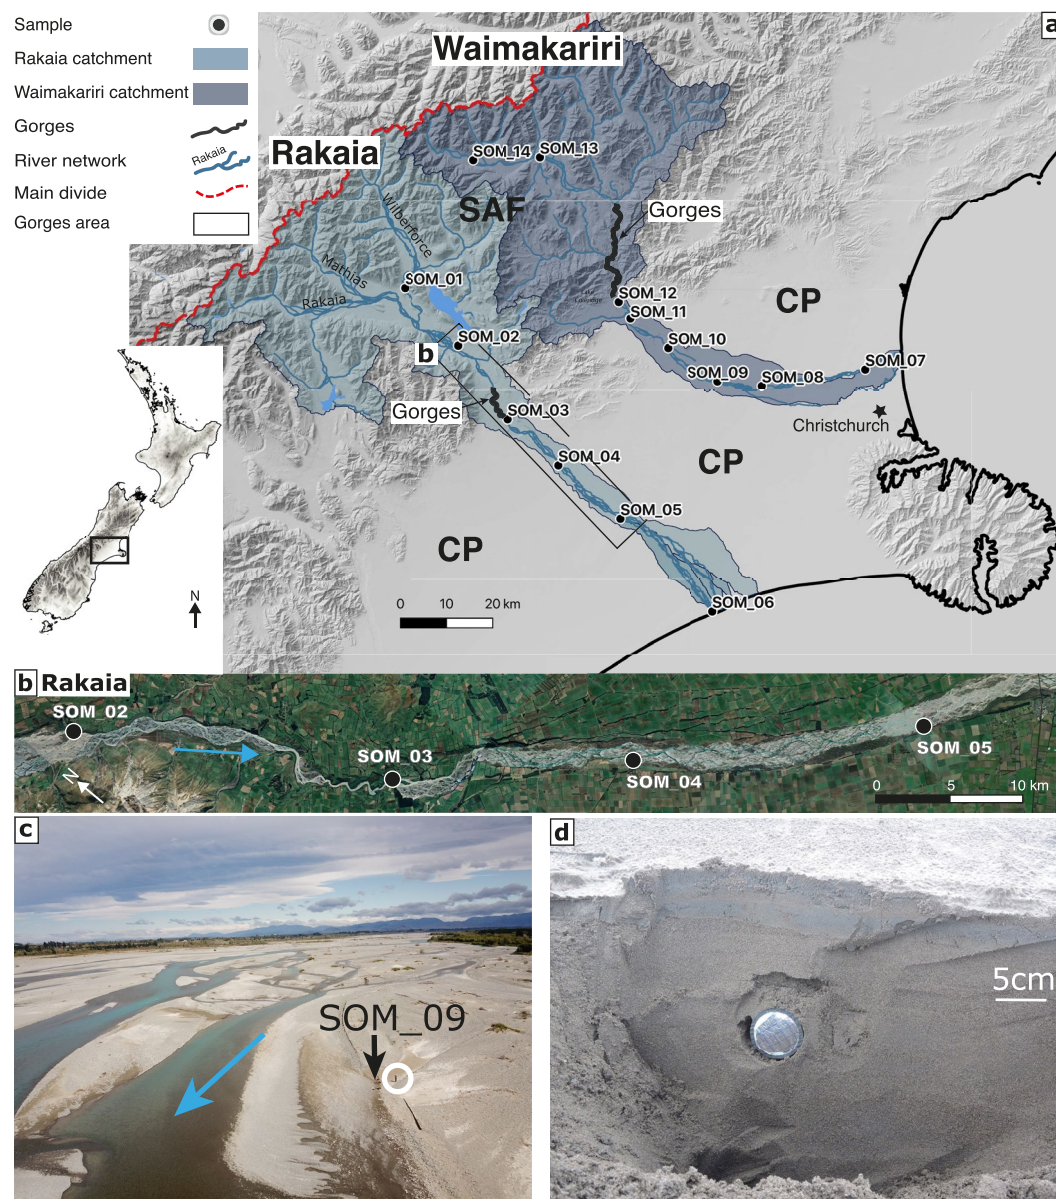 Sample
Rakaia catchment
Waimakariri catchment
Gorges
River network
Rakaia
Main divide
Gorges area
a
Waimakariri
Rakaia
SOM_14
SOM_13
SAF
Gorges
Wilberforce
Mathias
Rakaia
SOM_01
SOM_12
SOM_11
CP
SOM_02
SOM_10
b
SOM_09
SOM_08
SOM_07
Gorges
SOM_03
Christchurch
SOM_04
CP
SOM_05
CP
N
0 10 20 km
SOM_06
b Rakaia
SOM_02
SOM_03
SOM_04
SOM_05
N
0 5 10 km
c
SOM_09
d
5cm